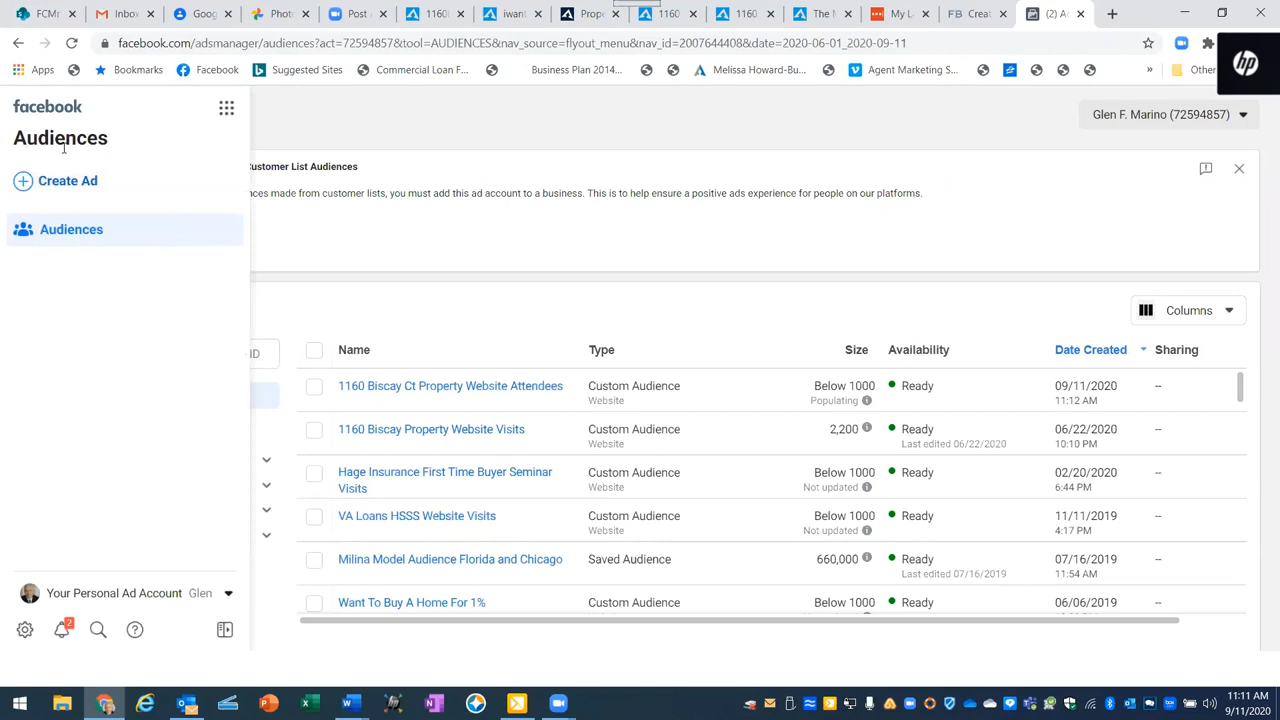 FCMr
Inbox
Goog
Phot
Post
1160
iwant
Prope
1160
1160
The M
My L
FB Creat
(2) Ad
facebook.com/adsmanager/audiences?act=72594857&tool=AUDIENCES&nav_source=flyout_menu&nav_id=2007644408&date=2020-06-01_2020-09-11
Apps
Bookmarks
Facebook
Suggested Sites
Commercial Loan F...
Business Plan 2014...
Melissa Howard-Bu...
Agent Marketing S...
»
Other
hp
facebook
Audiences
Create Ad
Audiences
Glen F. Marino (72594857)
ustomer List Audiences
nces made from customer lists, you must add this ad account to a business. This is to help ensure a positive ads experience for people on our platforms.
Columns
ID
Name Type Size Availability Date Created Sharing
1160 Biscay Ct Property Website Attendees Custom Audience Below 1000 Ready 09/11/2020 --
Website Populating 11:12 AM
1160 Biscay Property Website Visits Custom Audience 2,200 Ready 06/22/2020 --
Website Last edited 06/22/2020 10:10 PM
Hage Insurance First Time Buyer Seminar Custom Audience Below 1000 Ready 02/20/2020 --
Visits Website Not updated 6:44 PM
VA Loans HSSS Website Visits Custom Audience Below 1000 Ready 11/11/2019 --
Website Not updated 4:17 PM
Milina Model Audience Florida and Chicago Saved Audience 660,000 Ready 07/16/2019 --
Last edited 07/16/2019 11:54 AM
Want To Buy A Home For 1% Custom Audience Below 1000 Ready 06/06/2019 --
Your Personal Ad Account Glen
2
11:11 AM
9/11/2020